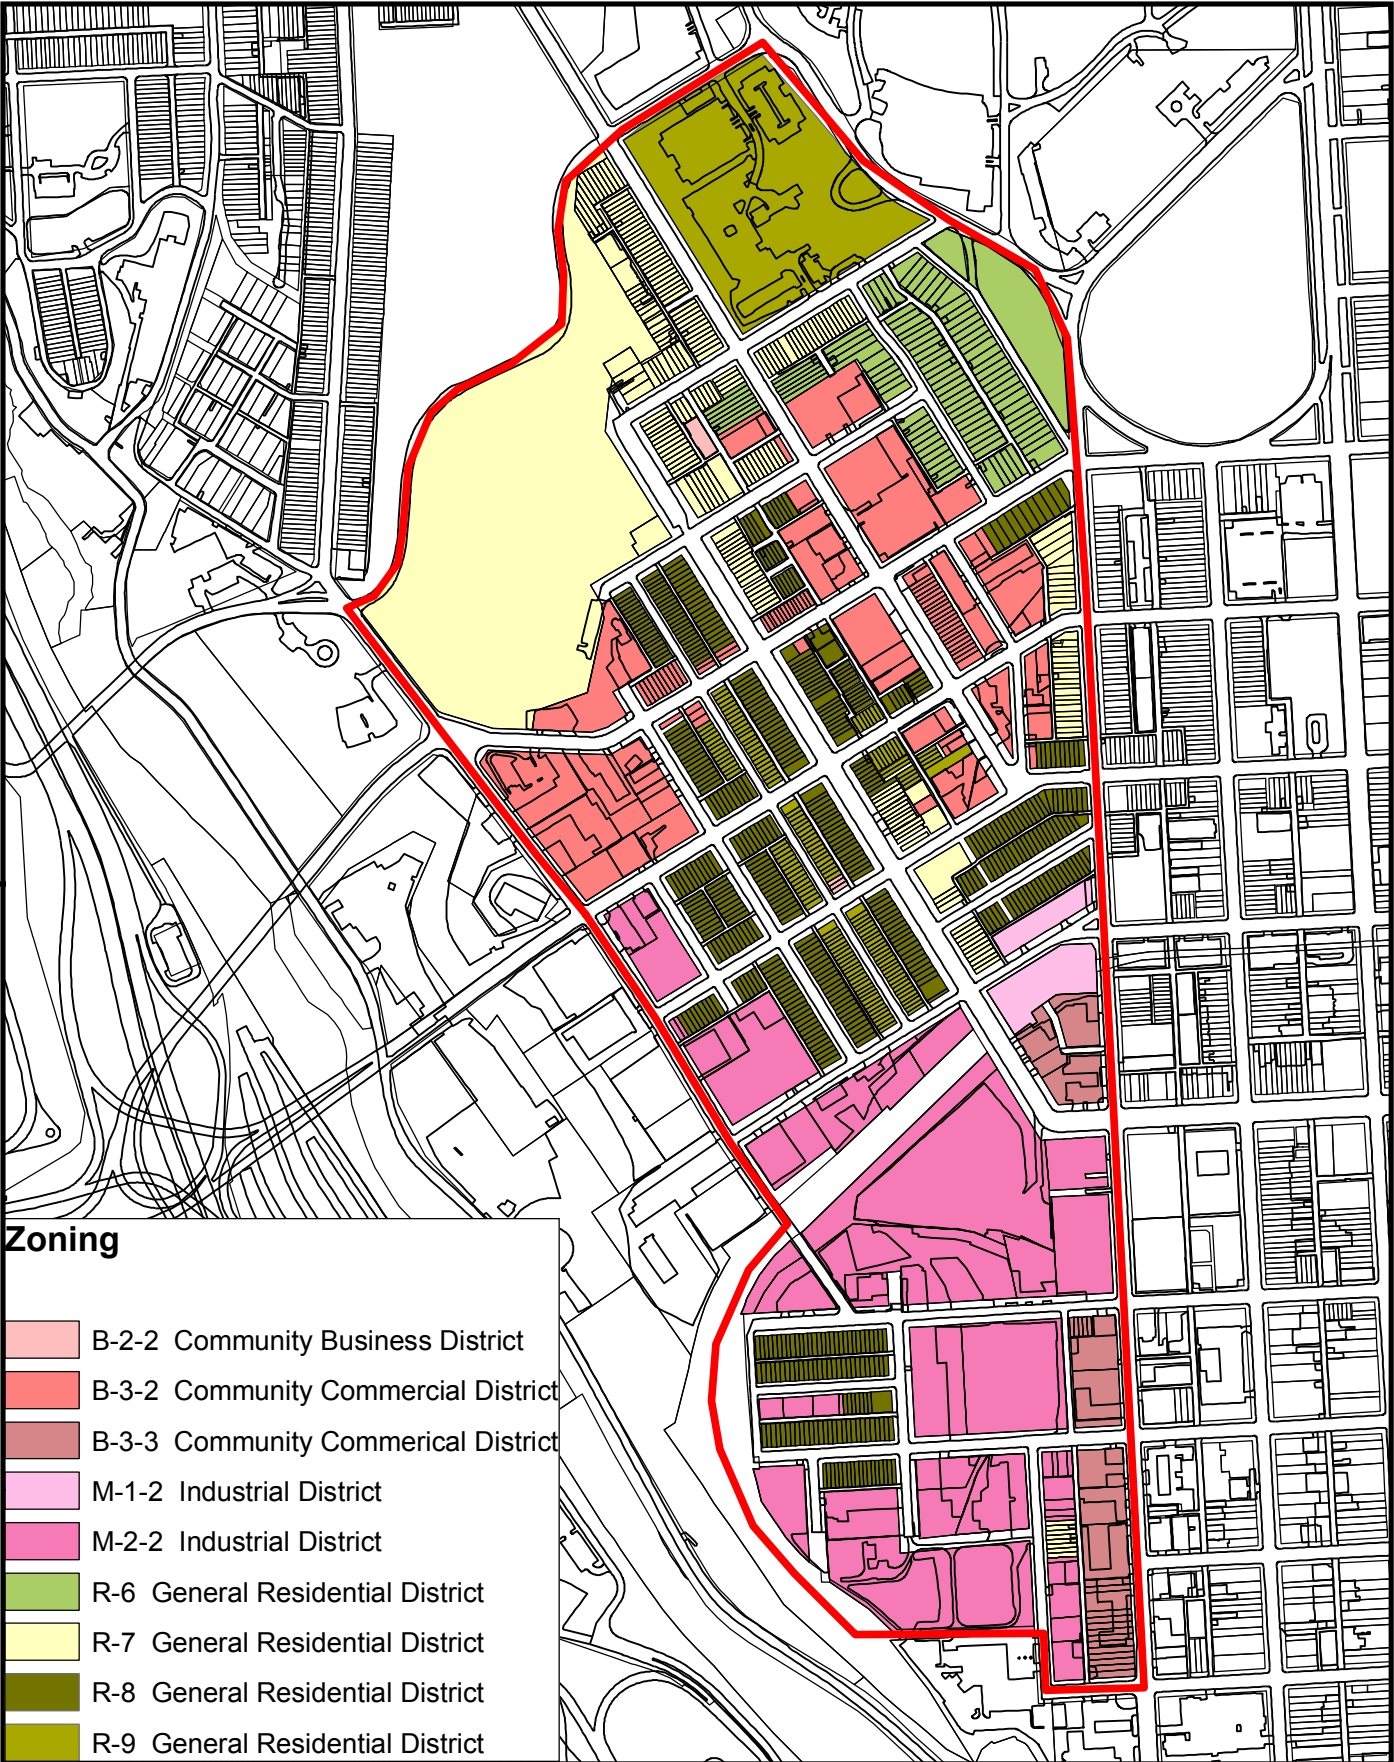 Zoning
B-2-2 Community Business District
B-3-2 Community Commercial District
B-3-3 Community Commerical District
M-1-2 Industrial District
M-2-2 Industrial District
R-6 General Residential District
R-7 General Residential District
R-8 General Residential District
R-9 General Residential District